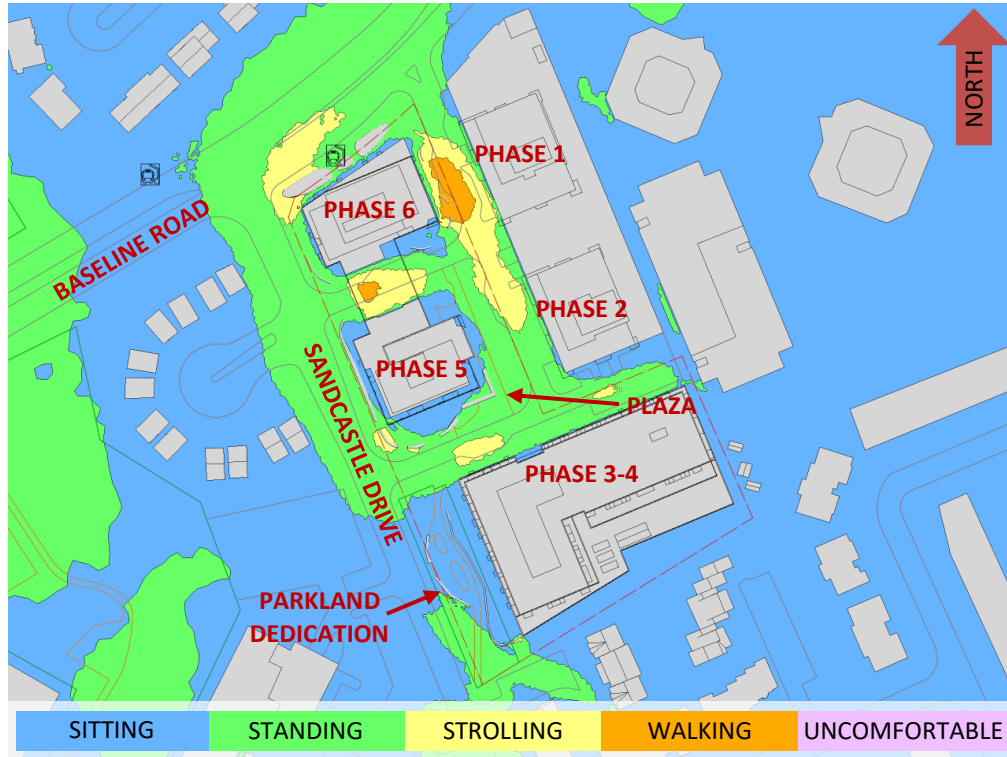 NORTH
PHASE 1
PHASE 6
BASELINE ROAD
PHASE 2
SANDCASTLE DRIVE
PHASE 5
PLAZA
PHASE 3-4
PARKLAND
DEDICATION
SITTING
STANDING
STROLLING
WALKING
UNCOMFORTABLE